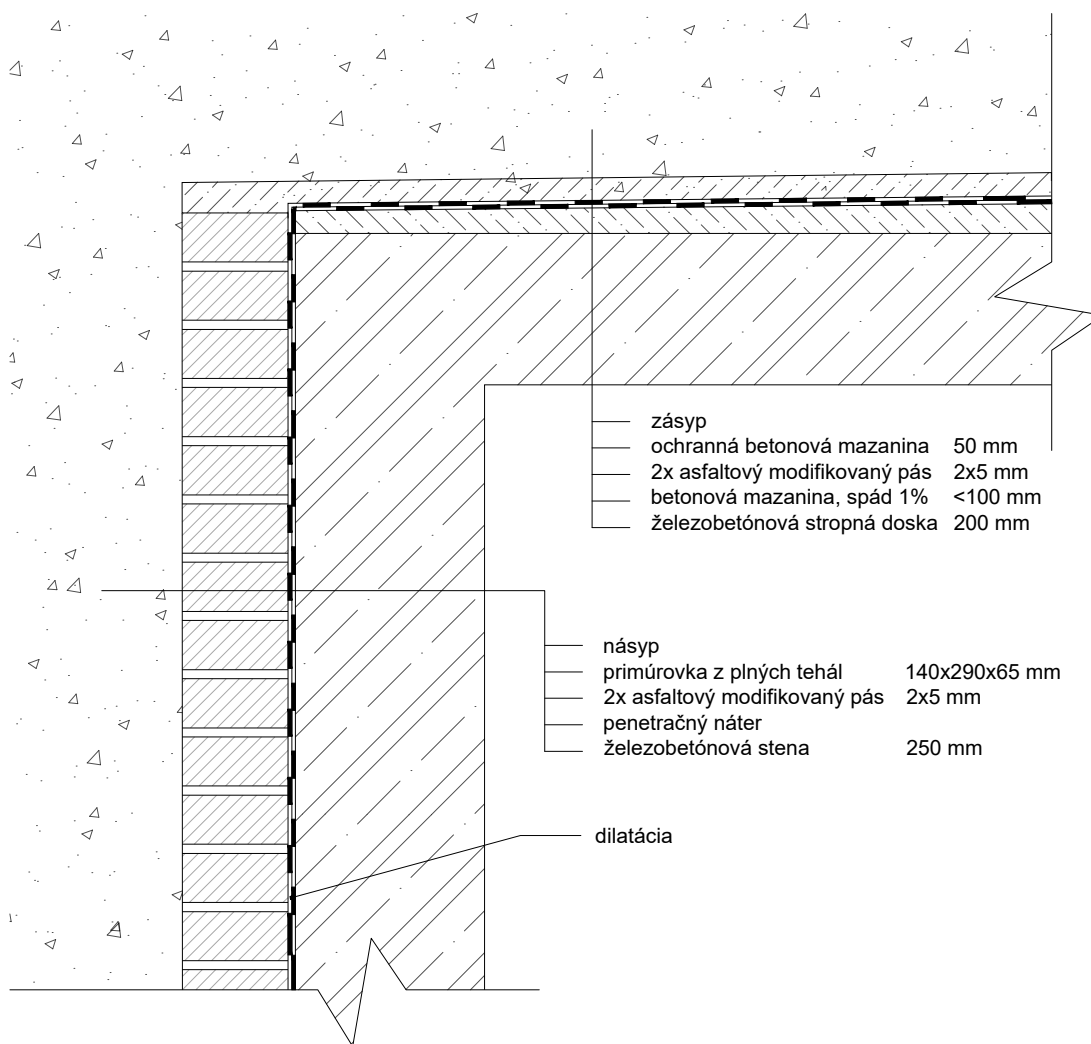 zásyp
ochranná betonová mazanina 50 mm
2x asfaltový modifikovaný pás 2x5 mm
betonová mazanina, spád 1% <100 mm
železobetónová stropná doska 200 mm
násyp
primúrovka z plných tehál 140x290x65 mm
2x asfaltový modifikovaný pás 2x5 mm
penetračný náter
železobetónová stena 250 mm
dilatácia